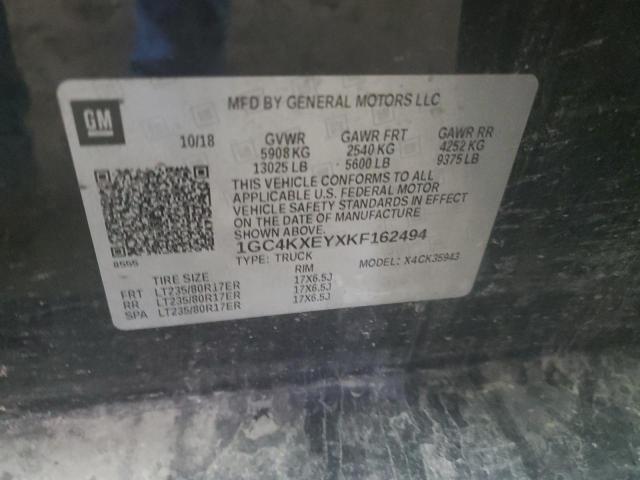 GM
MFD BY GENERAL MOTORS LLC
10/18 GVWR GAWR FRT GAWR RR
5908 KG 2540 KG 4252 KG
13025 LB 5600 LB 9375 LB
THIS VEHICLE CONFORMS TO ALL
APPLICABLE U.S. FEDERAL MOTOR
VEHICLE SAFETY STANDARDS IN EFFECT
ON THE DATE OF MANUFACTURE
SHOWN ABOVE.
1GC4KXEYXKF162494
8555 TYPE: TRUCK MODEL: X4CK35943
TIRE SIZE RIM
FRT LT235/80R17ER 17X6.5J
RR LT235/80R17ER 17X6.5J
SPA LT235/80R17ER 17X6.5J